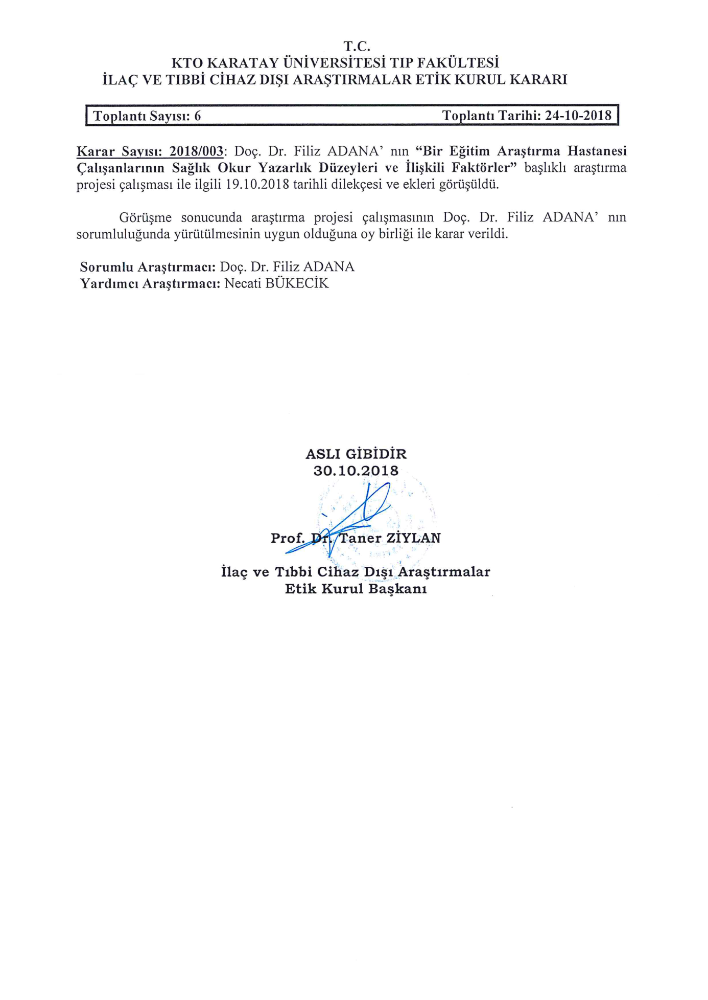 T.C.
KTO KARATAY ÜNİVERSİTESİ TIP FAKÜLTESİ
İLAÇ VE TIBBİ CİHAZ DIŞI ARAŞTIRMALAR ETİK KURUL KARARI
Toplantı Sayısı: 6 Toplantı Tarihi: 24-10-2018
Karar Sayısı: 2018/003: Doç. Dr. Filiz ADANA’ nın “Bir Eğitim Araştırma Hastanesi
Çalışanlarının Sağlık Okur Yazarlık Düzeyleri ve İlişkili Faktörler” başlıklı araştırma
projesi çalışması ile ilgili 19.10.2018 tarihli dilekçesi ve ekleri görüşüldü.
Görüşme sonucunda araştırma projesi çalışmasının Doç. Dr. Filiz ADANA’ nın
sorumluluğunda yürütülmesinin uygun olduğuna oy birliği ile karar verildi.
Sorumlu Araştırmacı: Doç. Dr. Filiz ADANA
Yardımcı Araştırmacı: Necati BÜKECİK
ASLI GİBİDİR
30.10.2018
Prof. Dr. Taner ZİYLAN
İlaç ve Tıbbi Cihaz Dışı Araştırmalar
Etik Kurul Başkanı